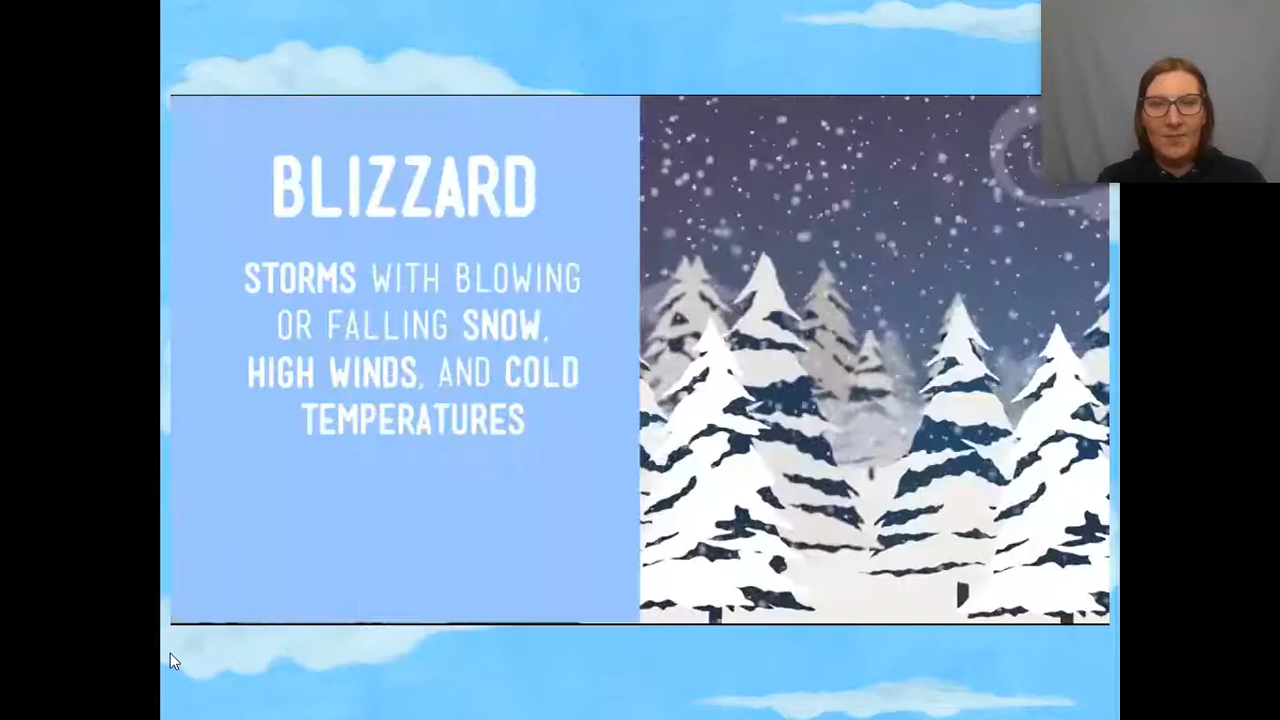 BLIZZARD
STORMS WITH BLOWING
OR FALLING SNOW,
HIGH WINDS, AND COLD
TEMPERATURES